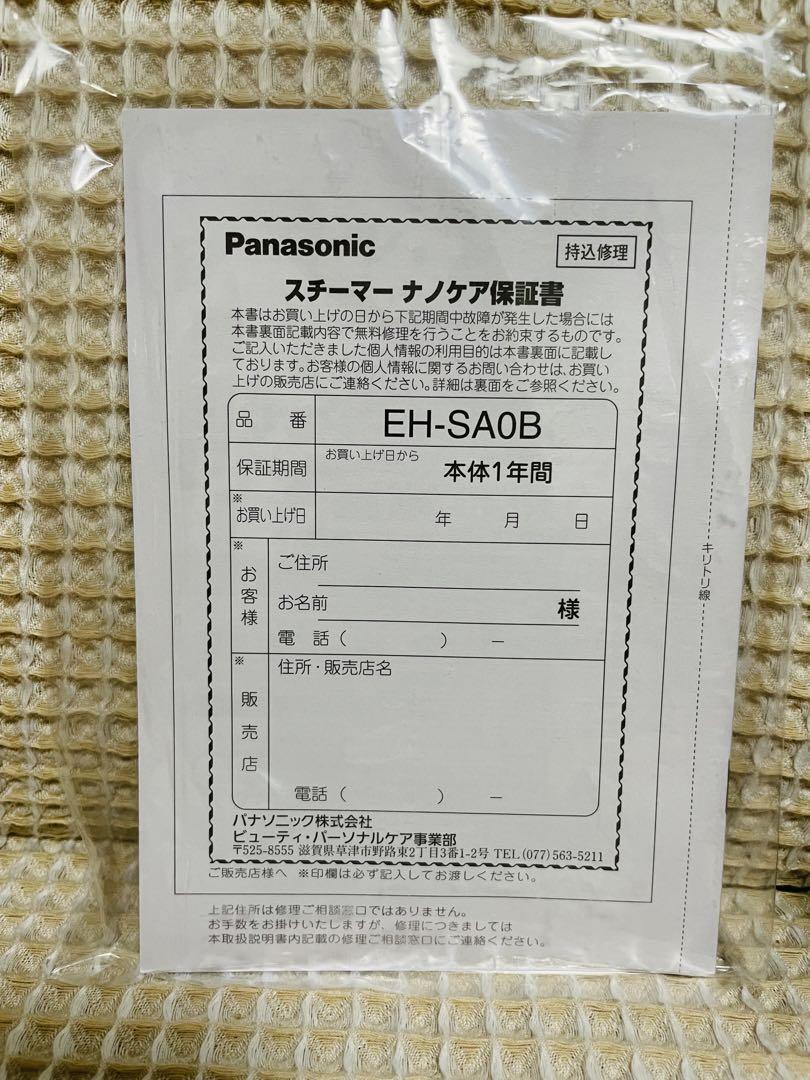 Panasonic
持込修理
スチーマー ナノケア保証書
本書はお買い上げの日から下記期間中故障が発生した場合には
本書裏面記載内容で無料修理を行うことをお約束するものです。
ご記入いただきました個人情報の利用目的は本書裏面に記載し
ております。お客様の個人情報に関するお問い合わせは、お買い
上げの販売店にご連絡ください。詳細は裏面をご参照ください。
品番 EH-SA0B
保証期間 お買い上げ日から 本体1年間
※お買い上げ日 年 月 日
※お客様
ご住所
お名前 様
電話( ) －
※販売店
住所・販売店名
電話( ) －
パナソニック株式会社
ビューティ・パーソナルケア事業部
〒525-8555 滋賀県草津市野路東2丁目3番1-2号 TEL(077)563-5211
ご販売店様へ ※印欄は必ず記入してお渡しください。
上記住所は修理ご相談窓口ではありません。
お手数をお掛けいたしますが、修理につきましては
本取扱説明書内記載の修理ご相談窓口にご連絡ください。
キリトリ線